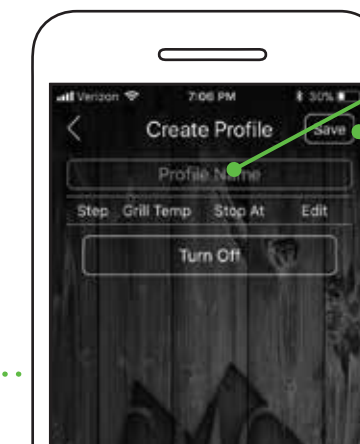 Verizon 7:06 PM 30%
Create Profile Save
Profile Name
Step Grill Temp Stop At Edit
Turn Off